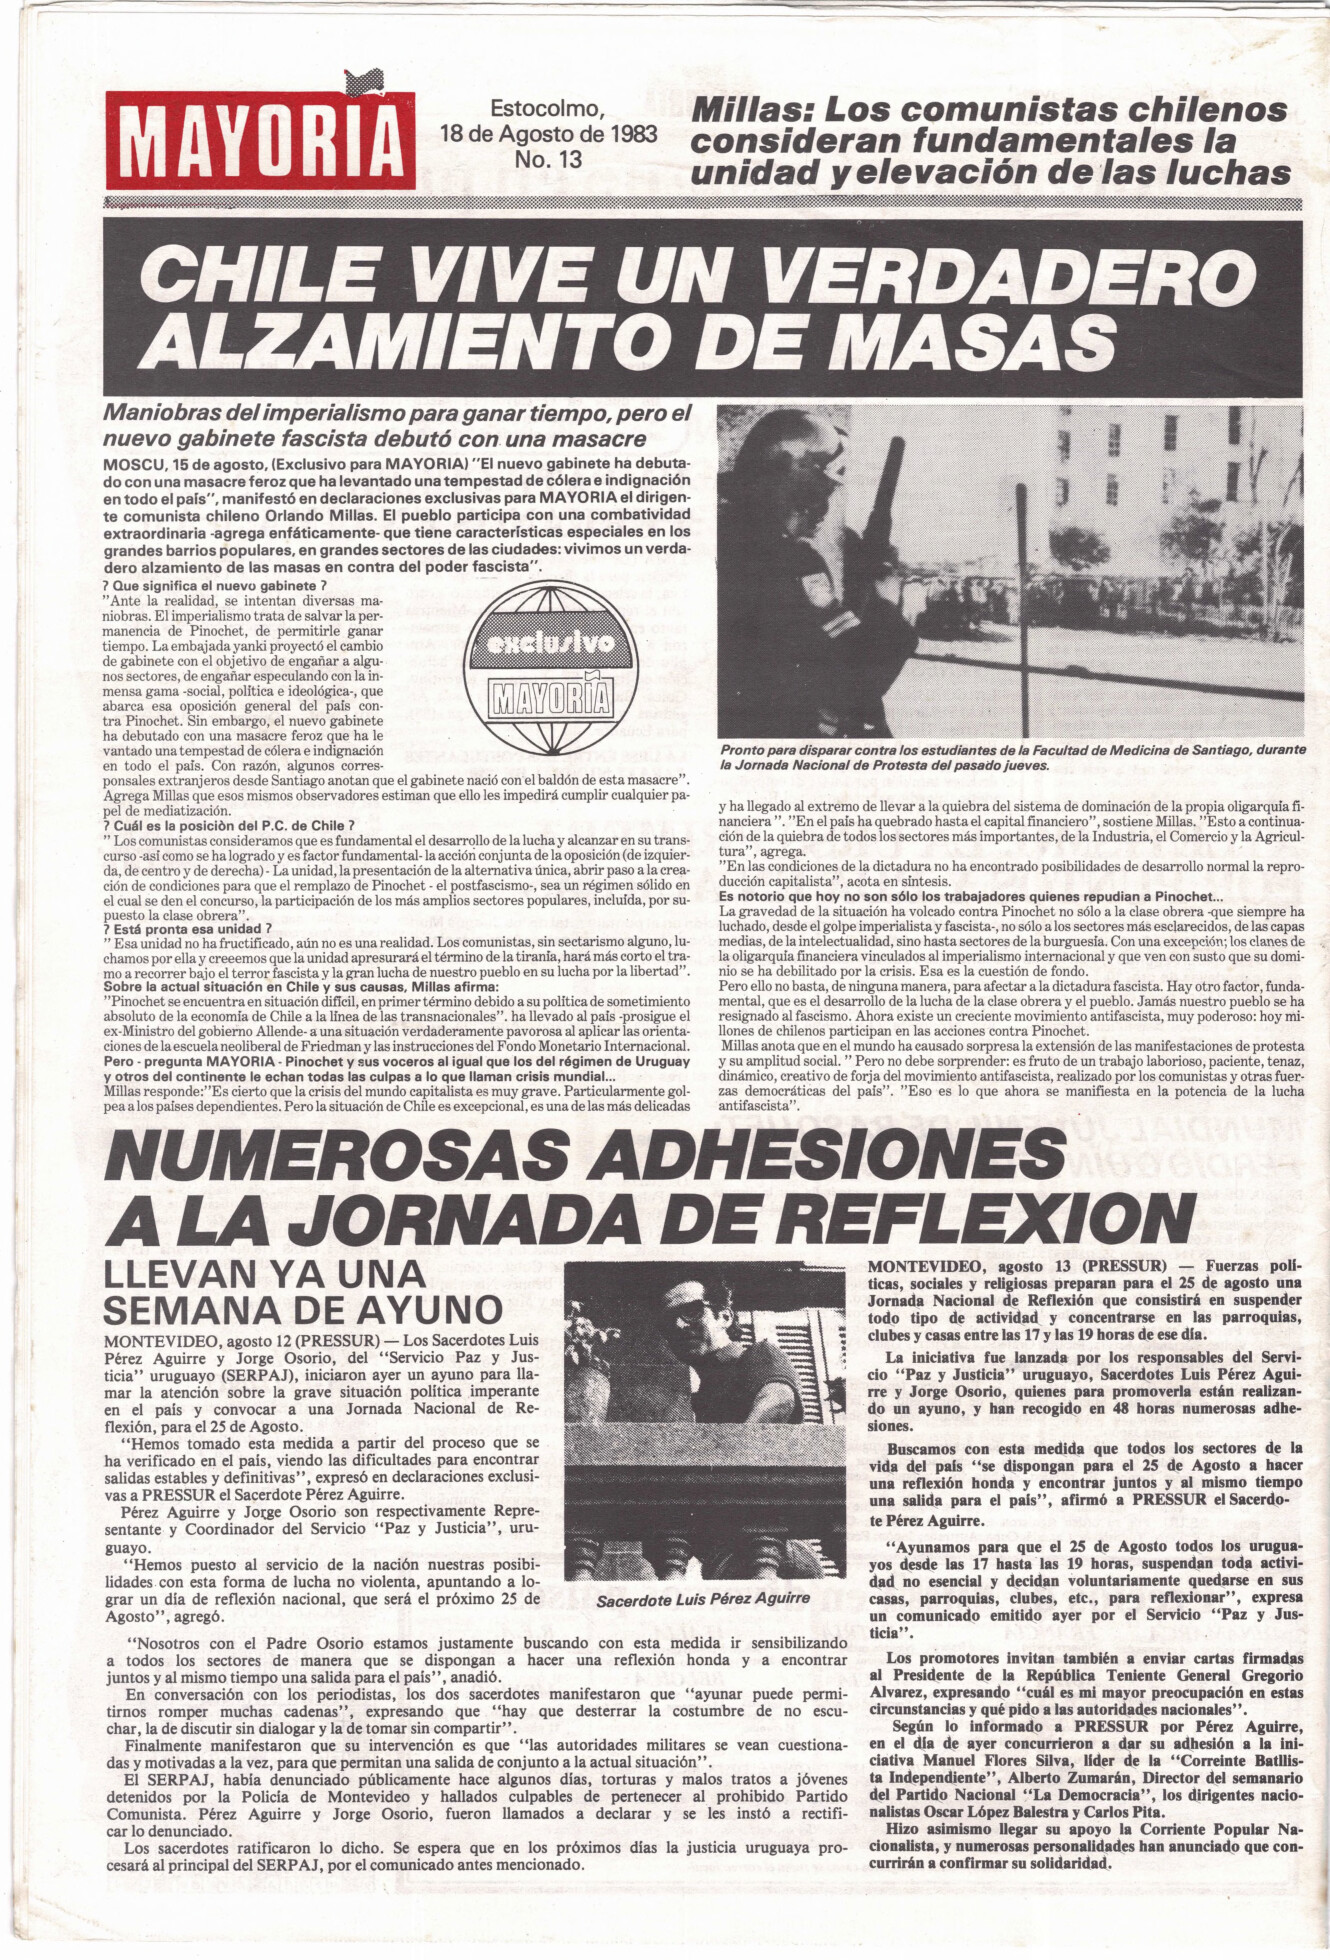 MAYORIA
Estocolmo,
18 de Agosto de 1983
No. 13
Millas: Los comunistas chilenos
consideran fundamentales la
unidad y elevación de las luchas
CHILE VIVE UN VERDADERO
ALZAMIENTO DE MASAS
Maniobras del imperialismo para ganar tiempo, pero el
nuevo gabinete fascista debutó con una masacre
MOSCU, 15 de agosto, (Exclusivo para MAYORIA) "El nuevo gabinete ha debuta-
do con una masacre feroz que ha levantado una tempestad de cólera e indignación
en todo el país", manifestó en declaraciones exclusivas para MAYORIA el dirigen-
te comunista chileno Orlando Millas. El pueblo participa con una combatividad
extraordinaria -agrega enfáticamente- que tiene características especiales en los
grandes barrios populares, en grandes sectores de las ciudades: vivimos un verda-
dero alzamiento de las masas en contra del poder fascista".
? Que significa el nuevo gabinete ?
"Ante la realidad, se intentan diversas ma-
niobras. El imperialismo trata de salvar la per-
manencia de Pinochet, de permitirle ganar
tiempo. La embajada yanki proyectó el cambio
de gabinete con el objetivo de engañar a algu-
nos sectores, de engañar especulando con la in-
mensa gama -social, política e ideológica-, que
abarca esa oposición general del país con-
tra Pinochet. Sin embargo, el nuevo gabinete
ha debutado con una masacre feroz que ha le
vantado una tempestad de cólera e indignación
en todo el país. Con razón, algunos corres-
ponsales extranjeros desde Santiago anotan que el gabinete nació con el baldón de esta masacre".
Agrega Millas que esos mismos observadores estiman que ello les impedirá cumplir cualquier pa-
pel de mediatización.
exclusivo
MAYORIA
? Cuál es la posiciòn del P.C. de Chile ?
" Los comunistas consideramos que es fundamental el desarrollo de la lucha y alcanzar en su trans-
curso -así como se ha logrado y es factor fundamental- la acción conjunta de la oposición (de izquier-
da, de centro y de derecha) - La unidad, la presentación de la alternativa única, abrir paso a la crea-
ción de condiciones para que el remplazo de Pinochet - el postfascismo-, sea un régimen sólido en
el cual se den el concurso, la participación de los más amplios sectores populares, incluída, por su-
puesto la clase obrera".
? Está pronta esa unidad ?
" Esa unidad no ha fructificado, aún no es una realidad. Los comunistas, sin sectarismo alguno, lu-
chamos por ella y creeemos que la unidad apresurará el término de la tiranía, hará más corto el tra-
mo a recorrer bajo el terror fascista y la gran lucha de nuestro pueblo en su lucha por la libertad".
Sobre la actual situación en Chile y sus causas, Millas afirma:
"Pinochet se encuentra en situación difícil, en primer término debido a su política de sometimiento
absoluto de la economía de Chile a la línea de las transnacionales". ha llevado al país -prosigue el
ex-Ministro del gobierno Allende- a una situación verdaderamente pavorosa al aplicar las orienta-
ciones de la escuela neoliberal de Friedman y las instrucciones del Fondo Monetario Internacional.
Pero - pregunta MAYORIA - Pinochet y sus voceros al igual que los del régimen de Uruguay
y otros del continente le echan todas las culpas a lo que llaman crisis mundial...
Millas responde:"Es cierto que la crisis del mundo capitalista es muy grave. Particularmente gol-
pea a los países dependientes. Pero la situación de Chile es excepcional, es una de las más delicadas
Pronto para disparar contra los estudiantes de la Facultad de Medicina de Santiago, durante
la Jornada Nacional de Protesta del pasado jueves.
y ha llegado al extremo de llevar a la quiebra del sistema de dominación de la propia oligarquía fi-
nanciera ". "En el país ha quebrado hasta el capital financiero", sostiene Millas. "Esto a continua-
ción de la quiebra de todos los sectores más importantes, de la Industria, el Comercio y la Agricul-
tura", agrega.
"En las condiciones de la dictadura no ha encontrado posibilidades de desarrollo normal la repro-
ducción capitalista", acota en síntesis.
Es notorio que hoy no son sólo los trabajadores quienes repudian a Pinochet...
La gravedad de la situación ha volcado contra Pinochet no sólo a la clase obrera -que siempre ha
luchado, desde el golpe imperialista y fascista-, no sólo a los sectores más esclarecidos, de las capas
medias, de la intelectualidad, sino hasta sectores de la burguesía. Con una excepción; los clanes de
la oligarquía financiera vinculados al imperialismo internacional y que ven con susto que su domi-
nio se ha debilitado por la crisis. Esa es la cuestión de fondo.
Pero ello no basta, de ninguna manera, para afectar a la dictadura fascista. Hay otro factor, funda-
mental, que es el desarrollo de la lucha de la clase obrera y el pueblo. Jamás nuestro pueblo se ha
resignado al fascismo. Ahora existe un creciente movimiento antifascista, muy poderoso: hoy mi-
llones de chilenos participan en las acciones contra Pinochet.
Millas anota que en el mundo ha causado sorpresa la extensión de las manifestaciones de protesta
y su amplitud social. " Pero no debe sorprender: es fruto de un trabajo laborioso, paciente, tenaz,
dinámico, creativo de forja del movimiento antifascista, realizado por los comunistas y otras fuer-
zas democráticas del país". "Eso es lo que ahora se manifiesta en la potencia de la lucha
antifascista".
NUMEROSAS ADHESIONES
A LA JORNADA DE REFLEXION
LLEVAN YA UNA
SEMANA DE AYUNO
MONTEVIDEO, agosto 12 (PRESSUR) — Los Sacerdotes Luis
Pérez Aguirre y Jorge Osorio, del "Servicio Paz y Jus-
ticia" uruguayo (SERPAJ), iniciaron ayer un ayuno para lla-
mar la atención sobre la grave situación política imperante
en el país y convocar a una Jornada Nacional de Re-
flexión, para el 25 de Agosto.
"Hemos tomado esta medida a partir del proceso que se
ha verificado en el país, viendo las dificultades para encontrar
salidas estables y definitivas", expresó en declaraciones exclusi-
vas a PRESSUR el Sacerdote Pérez Aguirre.
Pérez Aguirre y Jorge Osorio son respectivamente Repre-
sentante y Coordinador del Servicio "Paz y Justicia", uru-
guayo.
"Hemos puesto al servicio de la nación nuestras posibi-
lidades con esta forma de lucha no violenta, apuntando a lo-
grar un día de reflexión nacional, que será el próximo 25 de
Agosto", agregó.
Sacerdote Luis Pérez Aguirre
"Nosotros con el Padre Osorio estamos justamente buscando con esta medida ir sensibilizando
a todos los sectores de manera que se dispongan a hacer una reflexión honda y a encontrar
juntos y al mismo tiempo una salida para el país", anadió.
En conversación con los periodistas, los dos sacerdotes manifestaron que "ayunar puede permi-
tirnos romper muchas cadenas", expresando que "hay que desterrar la costumbre de no escu-
char, la de discutir sin dialogar y la de tomar sin compartir".
Finalmente manifestaron que su intervención es que "las autoridades militares se vean cuestiona-
das y motivadas a la vez, para que permitan una salida de conjunto a la actual situación".
El SERPAJ, había denunciado públicamente hace algunos días, torturas y malos tratos a jóvenes
detenidos por la Policía de Montevideo y hallados culpables de pertenecer al prohibido Partido
Comunista. Pérez Aguirre y Jorge Osorio, fueron llamados a declarar y se les instó a rectifi-
car lo denunciado.
Los sacerdotes ratificaron lo dicho. Se espera que en los próximos días la justicia uruguaya pro-
cesará al principal del SERPAJ, por el comunicado antes mencionado.
MONTEVIDEO, agosto 13 (PRESSUR) — Fuerzas polí-
ticas, sociales y religiosas preparan para el 25 de agosto una
Jornada Nacional de Reflexión que consistirá en suspender
todo tipo de actividad y concentrarse en las parroquias,
clubes y casas entre las 17 y las 19 horas de ese día.
La iniciativa fue lanzada por los responsables del Servi-
cio "Paz y Justicia" uruguayo, Sacerdotes Luis Pérez Agui-
rre y Jorge Osorio, quienes para promoverla están realizan-
do un ayuno, y han recogido en 48 horas numerosas adhe-
siones.
Buscamos con esta medida que todos los sectores de la
vida del país "se dispongan para el 25 de Agosto a hacer
una reflexión honda y encontrar juntos y al mismo tiempo
una salida para el país", afirmó a PRESSUR el Sacerdo-
te Pérez Aguirre.
"Ayunamos para que el 25 de Agosto todos los urugua-
yos desde las 17 hasta las 19 horas, suspendan toda activi-
dad no esencial y decidan voluntariamente quedarse en sus
casas, parroquias, clubes, etc., para reflexionar", expresa
un comunicado emitido ayer por el Servicio "Paz y Jus-
ticia".
Los promotores invitan también a enviar cartas firmadas
al Presidente de la República Teniente General Gregorio
Alvarez, expresando "cuál es mi mayor preocupación en estas
circunstancias y qué pido a las autoridades nacionales".
Según lo informado a PRESSUR por Pérez Aguirre,
en el día de ayer concurrieron a dar su adhesión a la ini-
ciativa Manuel Flores Silva, líder de la "Correinte Batllis-
ta Independiente", Alberto Zumarán, Director del semanario
del Partido Nacional "La Democracia", los dirigentes nacio-
nalistas Oscar López Balestra y Carlos Pita.
Hizo asimismo llegar su apoyo la Corriente Popular Na-
cionalista, y numerosas personalidades han anunciado que con-
currirán a confirmar su solidaridad.